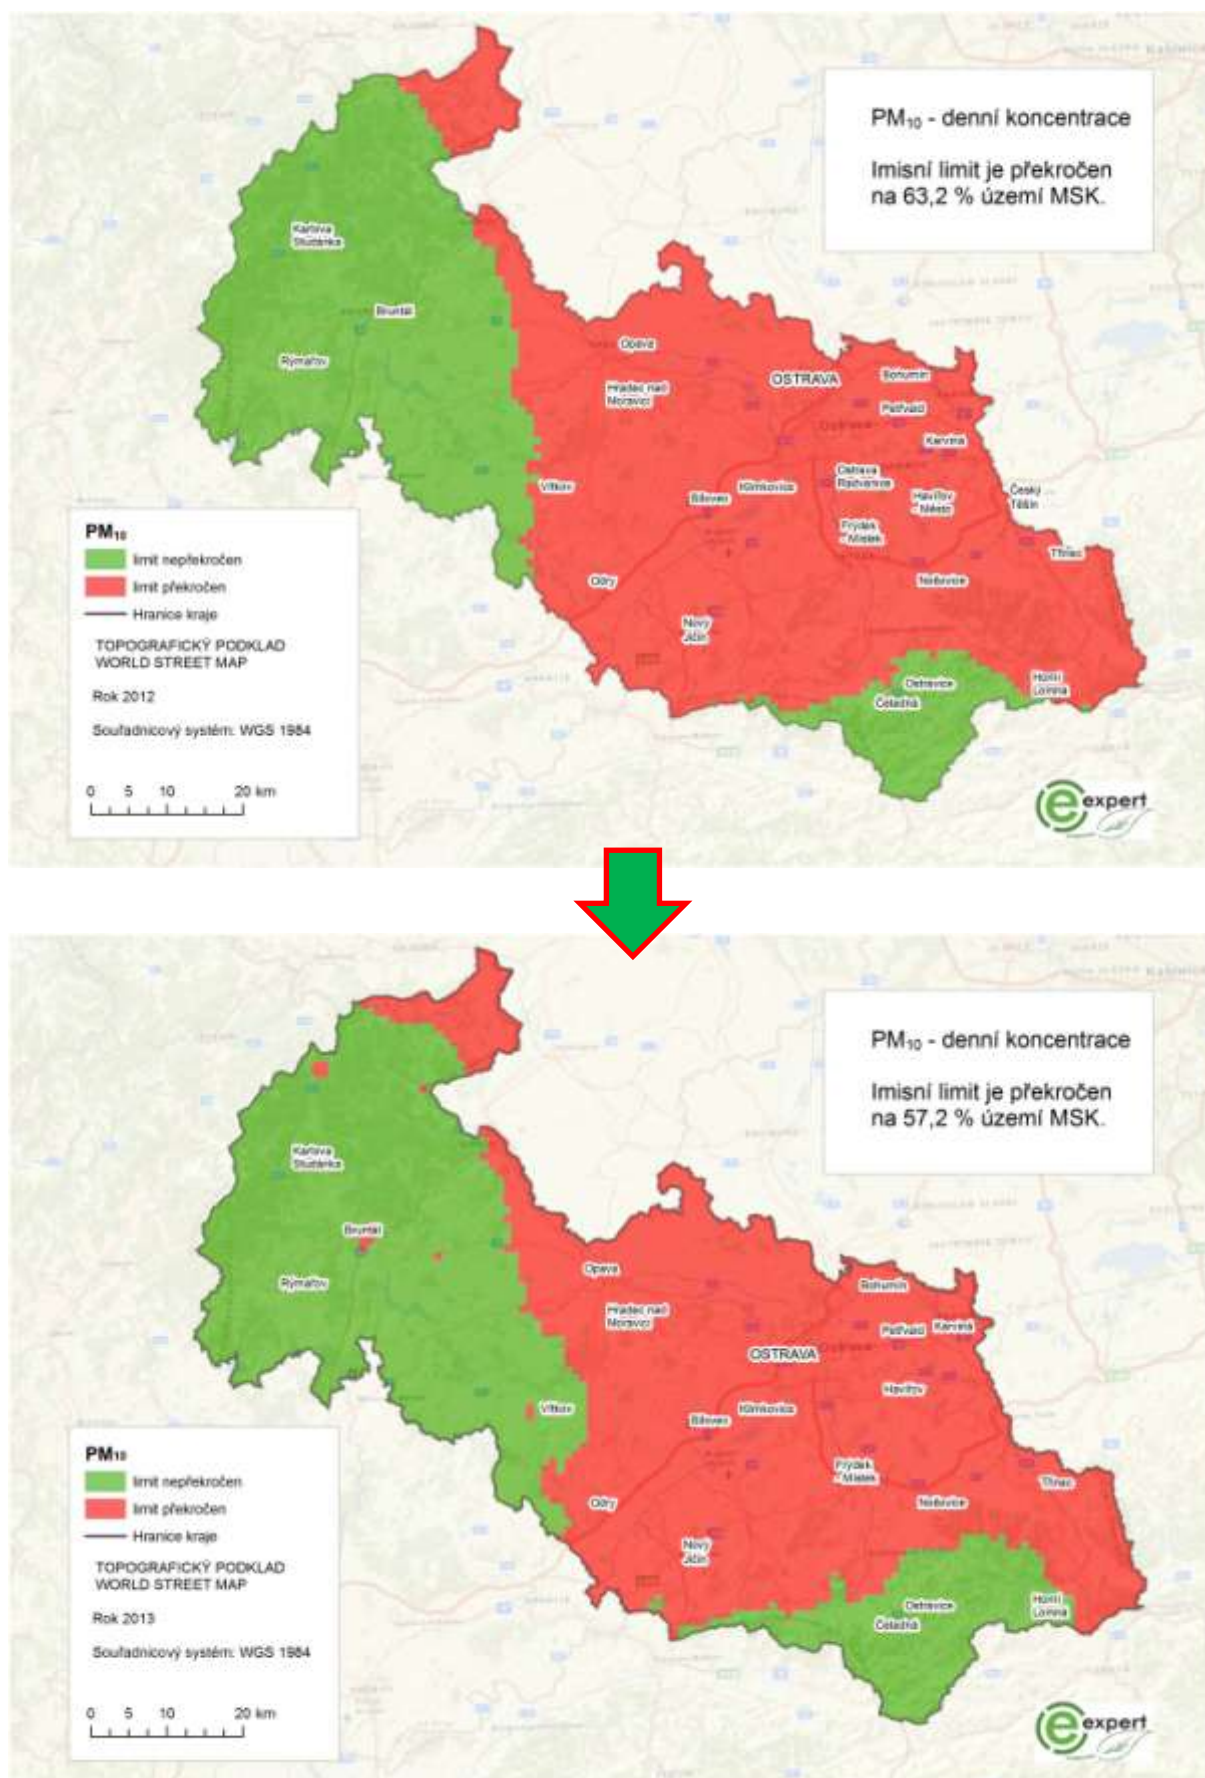 PM₁₀ - denní koncentrace
Imisní limit je překročen
na 63,2 % území MSK.
Karlova
Studánka
Bruntál
Rýmařov
Opava
Hradec nad
Moravicí
OSTRAVA
Bohumín
Petřvald
Karviná
Vítkov
Bílovec
Klimkovice
Ostrava
Radvanice
Havířov
Město
Český
Těšín
Frýdek
- Místek
Třinec
Odry
Nošovice
Nový
Jičín
Ostravice
Čeladná
Horní
Lomná
PM₁₀
limit nepřekročen
limit překročen
Hranice kraje
TOPOGRAFICKÝ PODKLAD
WORLD STREET MAP
Rok 2012
Souřadnicový systém: WGS 1984
0 5 10 20 km
expert
PM₁₀ - denní koncentrace
Imisní limit je překročen
na 57,2 % území MSK.
Karlova
Studánka
Bruntál
Rýmařov
Opava
Hradec nad
Moravicí
Bohumín
Petřvald
Karviná
OSTRAVA
Havířov
Vítkov
Bílovec
Klimkovice
Frýdek
- Místek
Třinec
Odry
Nošovice
Nový
Jičín
Ostravice
Čeladná
Horní
Lomná
PM₁₀
limit nepřekročen
limit překročen
Hranice kraje
TOPOGRAFICKÝ PODKLAD
WORLD STREET MAP
Rok 2013
Souřadnicový systém: WGS 1984
0 5 10 20 km
expert